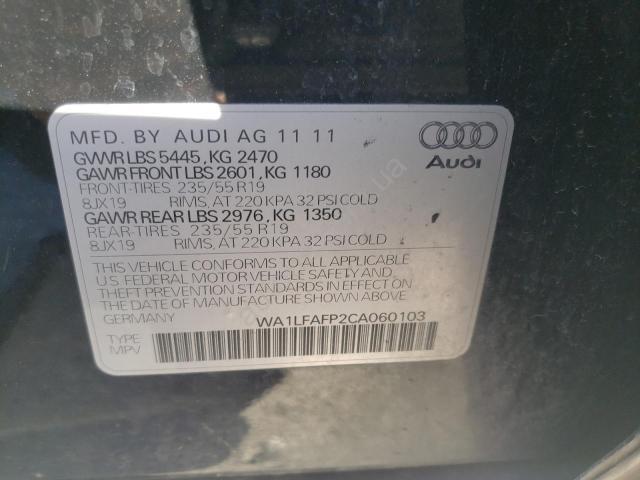 MFD. BY AUDI AG 11 11
GVWR LBS 5445, KG 2470
GAWR FRONT LBS 2601, KG 1180
FRONT-TIRES 235/55 R19
8JX19 RIMS, AT 220 KPA 32 PSI COLD
GAWR REAR LBS 2976, KG 1350
REAR-TIRES 235/55 R19
8JX19 RIMS, AT 220 KPA 32 PSI COLD
Audi
THIS VEHICLE CONFORMS TO ALL APPLICABLE
U.S. FEDERAL MOTOR VEHICLE SAFETY AND
THEFT PREVENTION STANDARDS IN EFFECT ON
THE DATE OF MANUFACTURE SHOWN ABOVE.
GERMANY WA1LFAFP2CA060103
TYPE
MPV